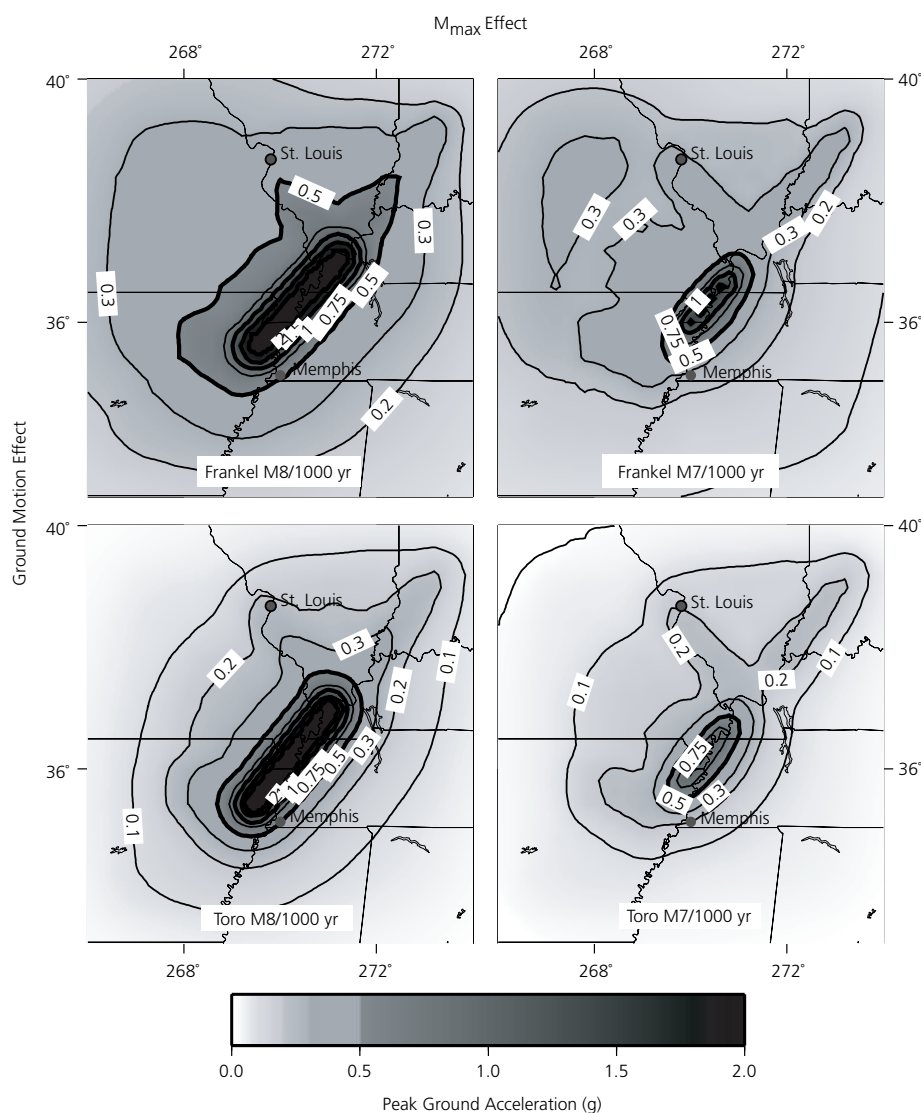 Mmax Effect
268° 272° 268° 272°
40°
St. Louis
0.5
0.3
0.3
0.5
0.75
1
36°
Memphis
0.2
Frankel M8/1000 yr
40°
St. Louis
0.3
0.3
0.2
0.3
1
0.75
0.5
36°
Memphis
Frankel M7/1000 yr
Ground Motion Effect
40°
St. Louis
0.3
0.2
0.1
0.2
0.3
0.5
0.75
1
2
36°
Memphis
0.1
Toro M8/1000 yr
40°
St. Louis
0.2
0.1
0.2
0.1
0.75
36°
0.5
0.3
Memphis
Toro M7/1000 yr
268° 272° 268° 272°
0.0 0.5 1.0 1.5 2.0
Peak Ground Acceleration (g)